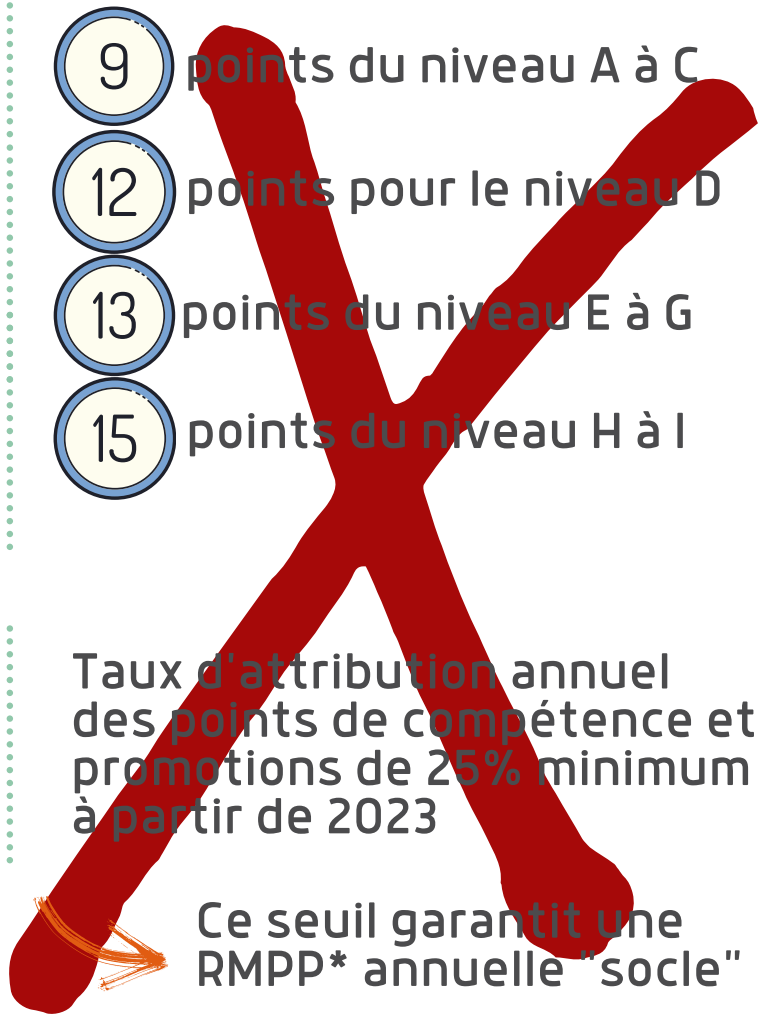 9 points du niveau A à C
12 points pour le niveau D
13 points du niveau E à G
15 points du niveau H à I
Taux d'attribution annuel
des points de compétence et
promotions de 25% minimum
à partir de 2023
Ce seuil garantit une
RMPP* annuelle "socle"